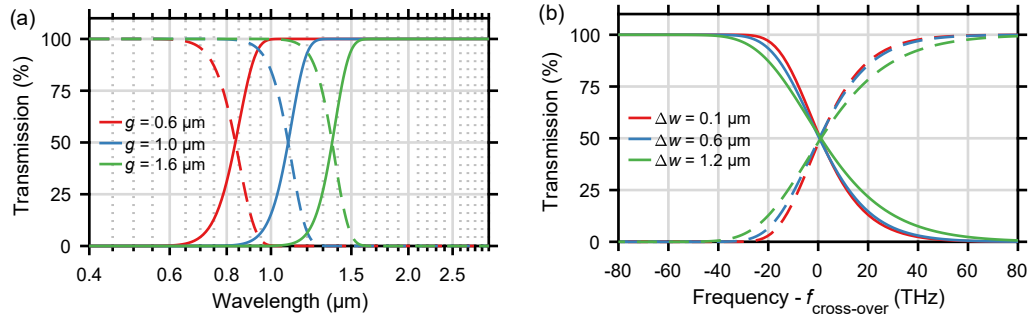 (a)
Transmission (%)
100
75
50
25
0
g = 0.6 µm
g = 1.0 µm
g = 1.6 µm
0.4 0.6 0.8 1.0 1.5 2.0 2.5
Wavelength (µm)
(b)
Transmission (%)
100
75
50
25
0
Δw = 0.1 µm
Δw = 0.6 µm
Δw = 1.2 µm
-80 -60 -40 -20 0 20 40 60 80
Frequency - fcross-over (THz)